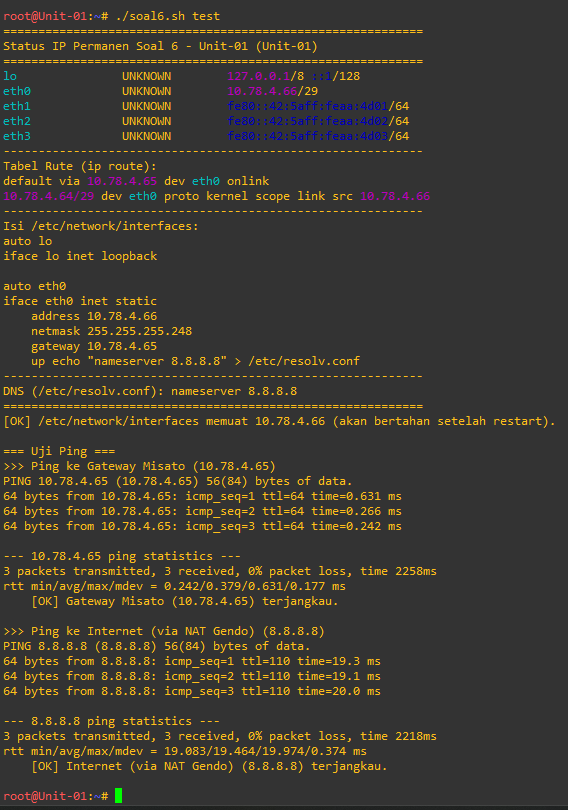 root@Unit-01:~# ./soal6.sh test
============================================================
Status IP Permanen Soal 6 - Unit-01 (Unit-01)
============================================================
lo               UNKNOWN        127.0.0.1/8 ::1/128
eth0             UNKNOWN        10.78.4.66/29
eth1             UNKNOWN        fe80::42:5aff:feaa:4d01/64
eth2             UNKNOWN        fe80::42:5aff:feaa:4d02/64
eth3             UNKNOWN        fe80::42:5aff:feaa:4d03/64
------------------------------------------------------------
Tabel Rute (ip route):
default via 10.78.4.65 dev eth0 onlink
10.78.4.64/29 dev eth0 proto kernel scope link src 10.78.4.66
------------------------------------------------------------
Isi /etc/network/interfaces:
auto lo
iface lo inet loopback

auto eth0
iface eth0 inet static
    address 10.78.4.66
    netmask 255.255.255.248
    gateway 10.78.4.65
    up echo "nameserver 8.8.8.8" > /etc/resolv.conf
------------------------------------------------------------
DNS (/etc/resolv.conf): nameserver 8.8.8.8
============================================================
[OK] /etc/network/interfaces memuat 10.78.4.66 (akan bertahan setelah restart).

=== Uji Ping ===
>>> Ping ke Gateway Misato (10.78.4.65)
PING 10.78.4.65 (10.78.4.65) 56(84) bytes of data.
64 bytes from 10.78.4.65: icmp_seq=1 ttl=64 time=0.631 ms
64 bytes from 10.78.4.65: icmp_seq=2 ttl=64 time=0.266 ms
64 bytes from 10.78.4.65: icmp_seq=3 ttl=64 time=0.242 ms

--- 10.78.4.65 ping statistics ---
3 packets transmitted, 3 received, 0% packet loss, time 2258ms
rtt min/avg/max/mdev = 0.242/0.379/0.631/0.177 ms
    [OK] Gateway Misato (10.78.4.65) terjangkau.

>>> Ping ke Internet (via NAT Gendo) (8.8.8.8)
PING 8.8.8.8 (8.8.8.8) 56(84) bytes of data.
64 bytes from 8.8.8.8: icmp_seq=1 ttl=110 time=19.3 ms
64 bytes from 8.8.8.8: icmp_seq=2 ttl=110 time=19.1 ms
64 bytes from 8.8.8.8: icmp_seq=3 ttl=110 time=20.0 ms

--- 8.8.8.8 ping statistics ---
3 packets transmitted, 3 received, 0% packet loss, time 2218ms
rtt min/avg/max/mdev = 19.083/19.464/19.974/0.374 ms
    [OK] Internet (via NAT Gendo) (8.8.8.8) terjangkau.

root@Unit-01:~#